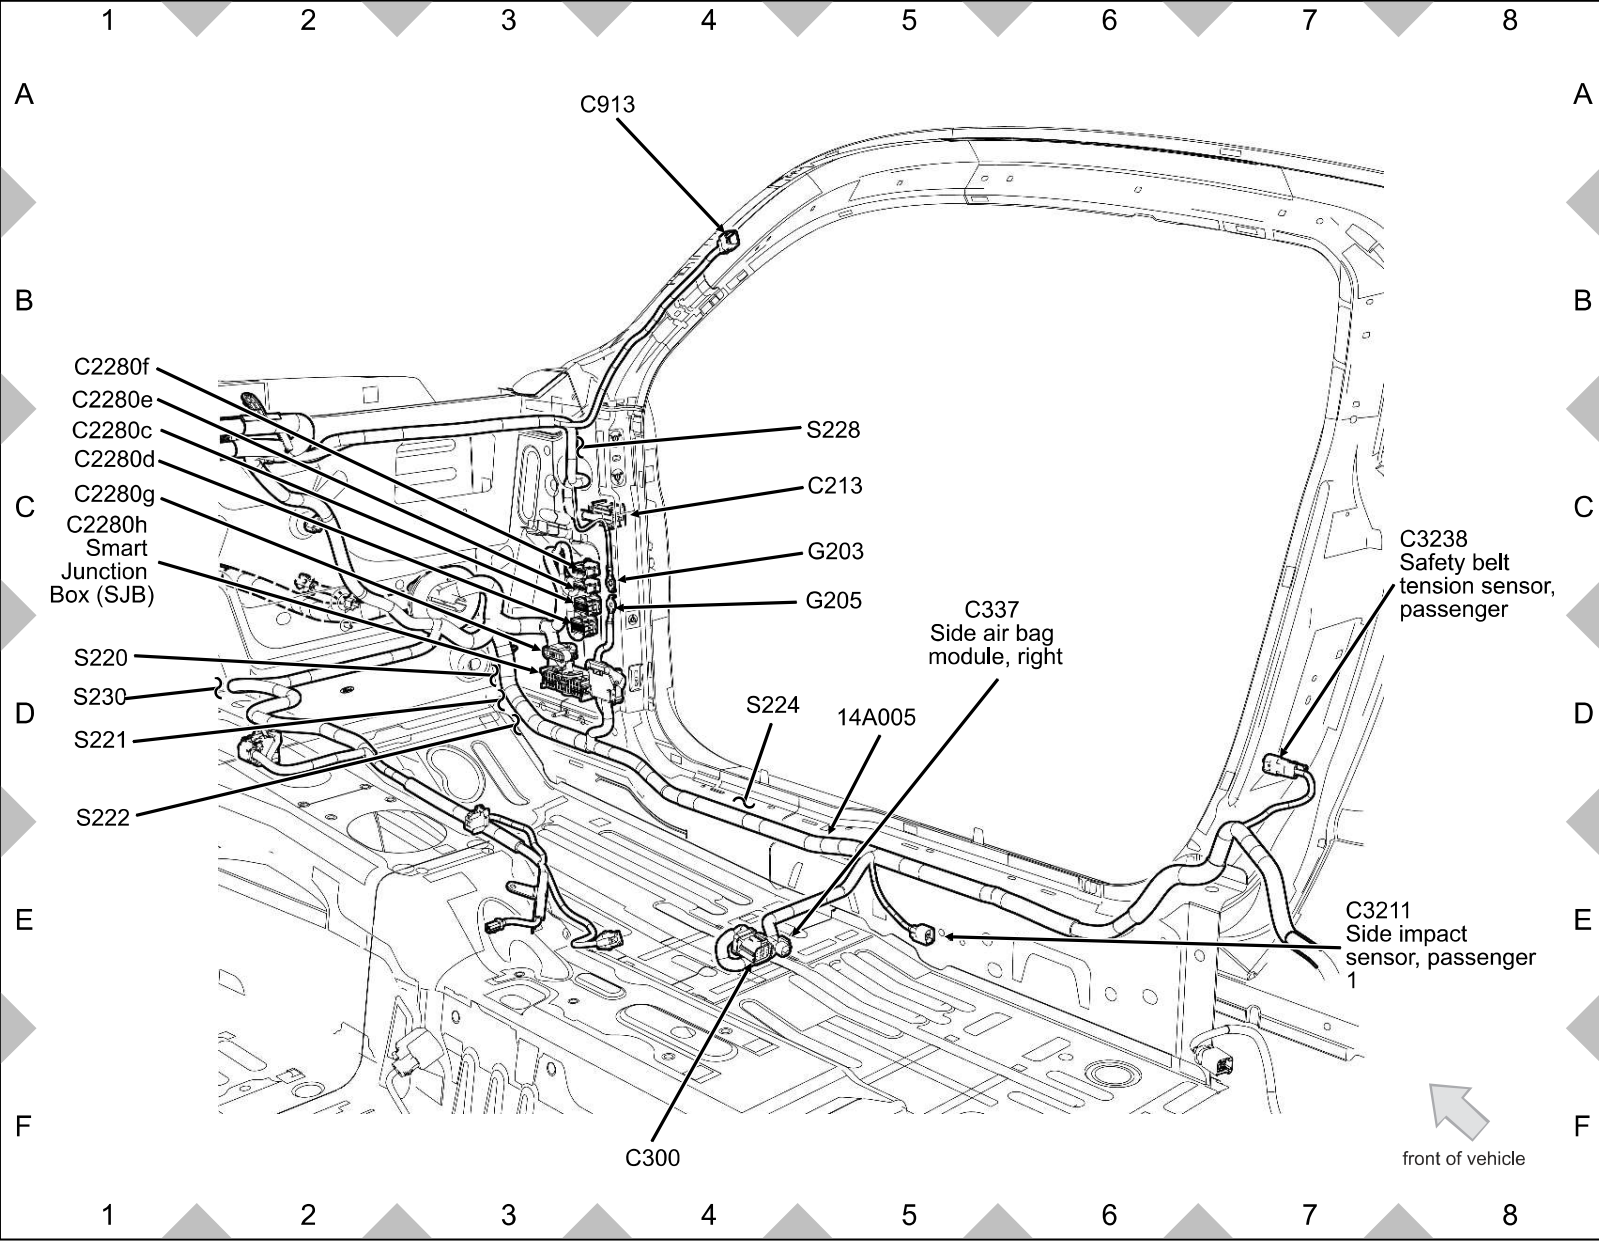 1 2 3 4 5 6 7 8
A A
C913
B B
C2280f
C2280e
C2280c
C2280d
C2280g
C2280h
Smart
Junction
Box (SJB)
C C
S228
C213
G203
G205
C3238
Safety belt
tension sensor,
passenger
C337
Side air bag
module, right
S220
S230
S221
S222
D D
S224
14A005
E E
C3211
Side impact
sensor, passenger
1
F F
C300
front of vehicle
1 2 3 4 5 6 7 8